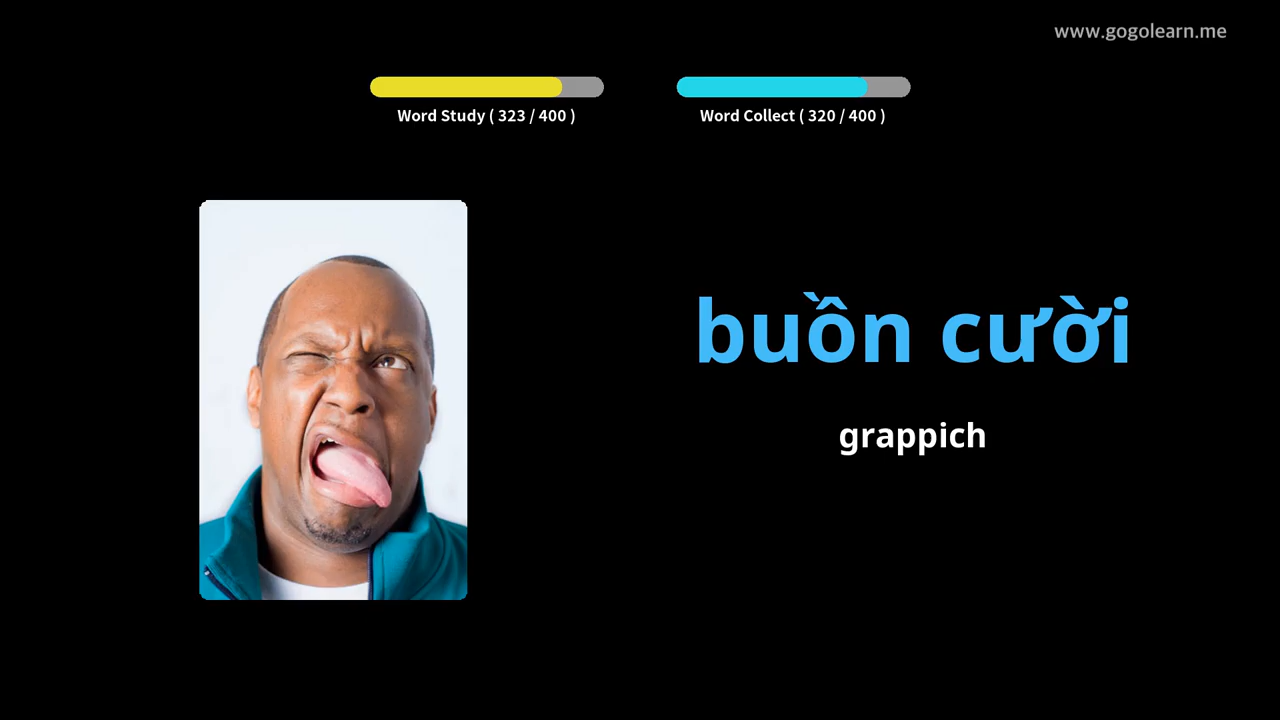 www.gogolearn.me
Word Study ( 323 / 400 )
Word Collect ( 320 / 400 )
buồn cười
grappich